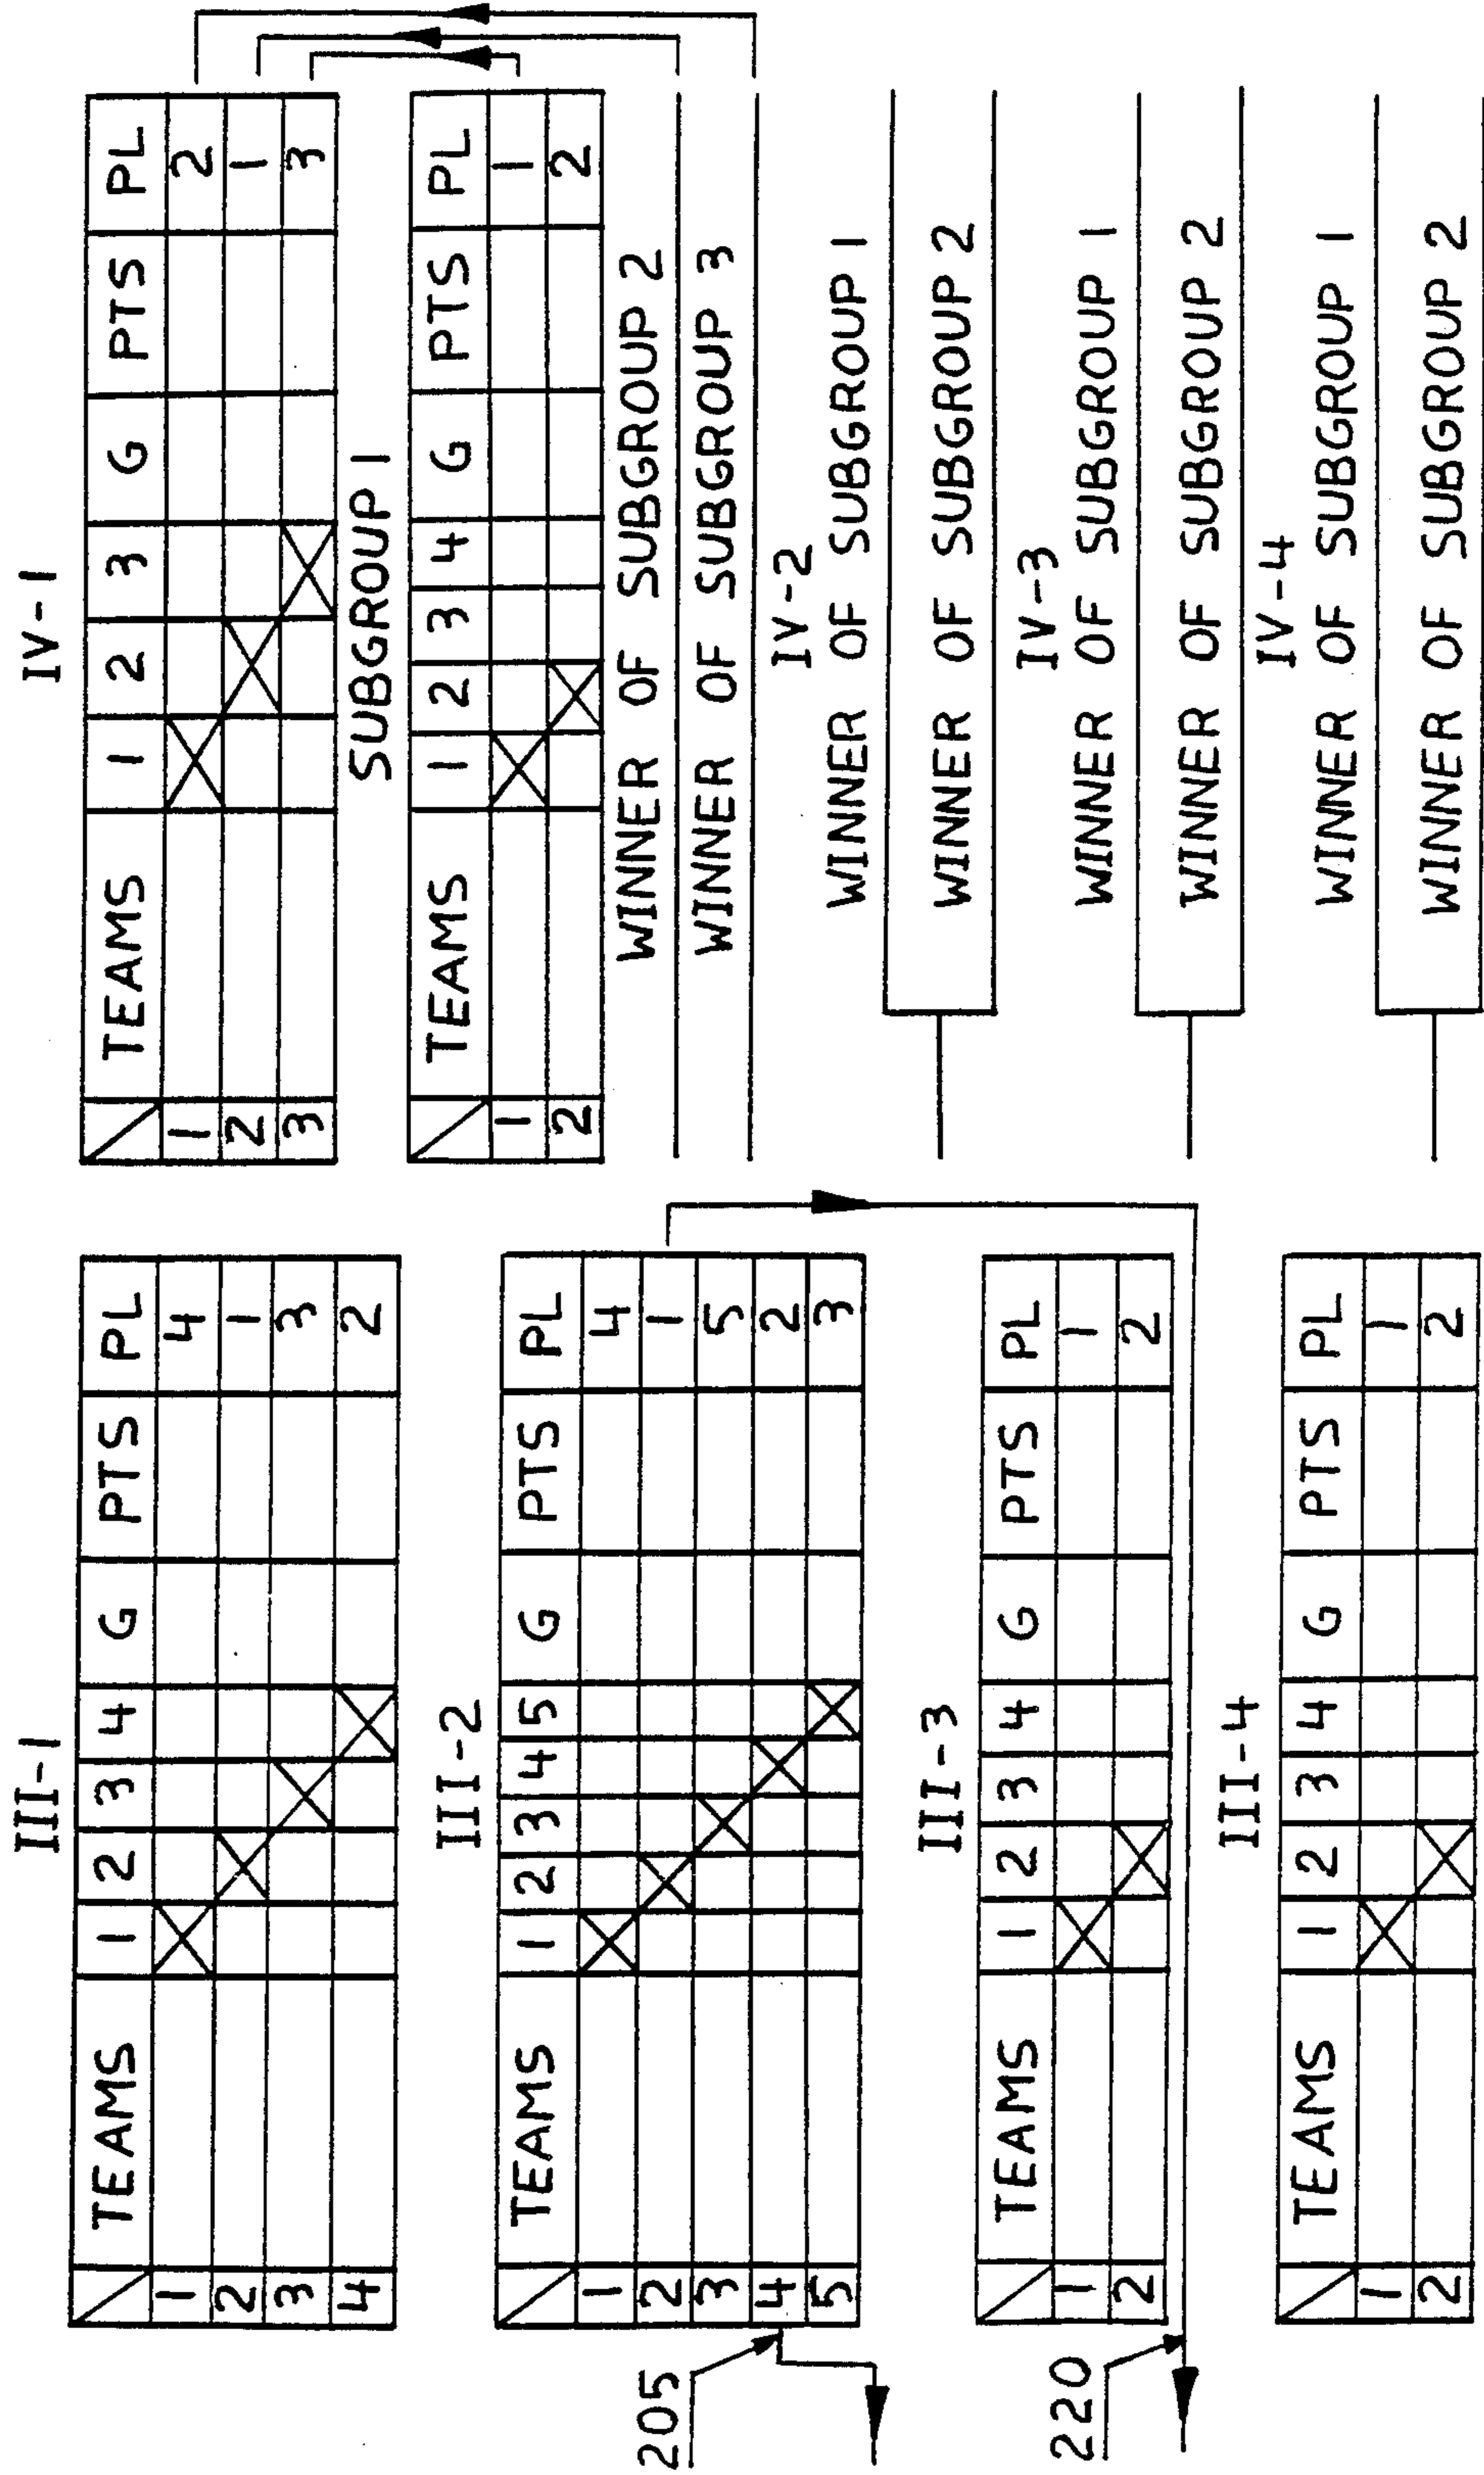 III-1
TEAMS 1 2 3 4 G PTS PL
1 4
2 1
3 3
4 2
III-2
TEAMS 1 2 3 4 5 G PTS PL
1 4
2 1
3 5
4 2
5 3
205
III-3
TEAMS 1 2 3 4 G PTS PL
1 1
2 2
220
III-4
TEAMS 1 2 3 4 G PTS PL
1 1
2 2
IV-1
TEAMS 1 2 3 G PTS PL
1 2
2 1
3 3
SUBGROUP 1
TEAMS 1 2 3 4 G PTS PL
1 1
2 2
WINNER OF SUBGROUP 2
WINNER OF SUBGROUP 3
IV-2
WINNER OF SUBGROUP 1
WINNER OF SUBGROUP 2
IV-3
WINNER OF SUBGROUP 1
WINNER OF SUBGROUP 2
IV-4
WINNER OF SUBGROUP 1
WINNER OF SUBGROUP 2